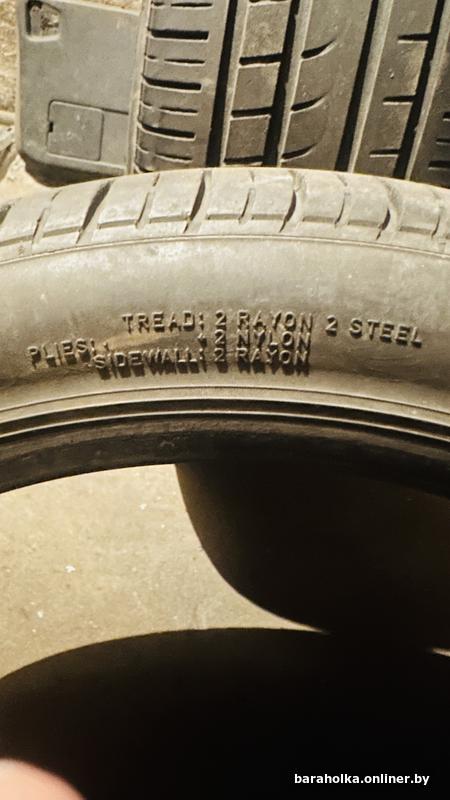 TREAD: 2 RAYON 2 STEEL
PLIES: 2 NYLON
SIDEWALL: 2 RAYON
baraholka.onliner.by